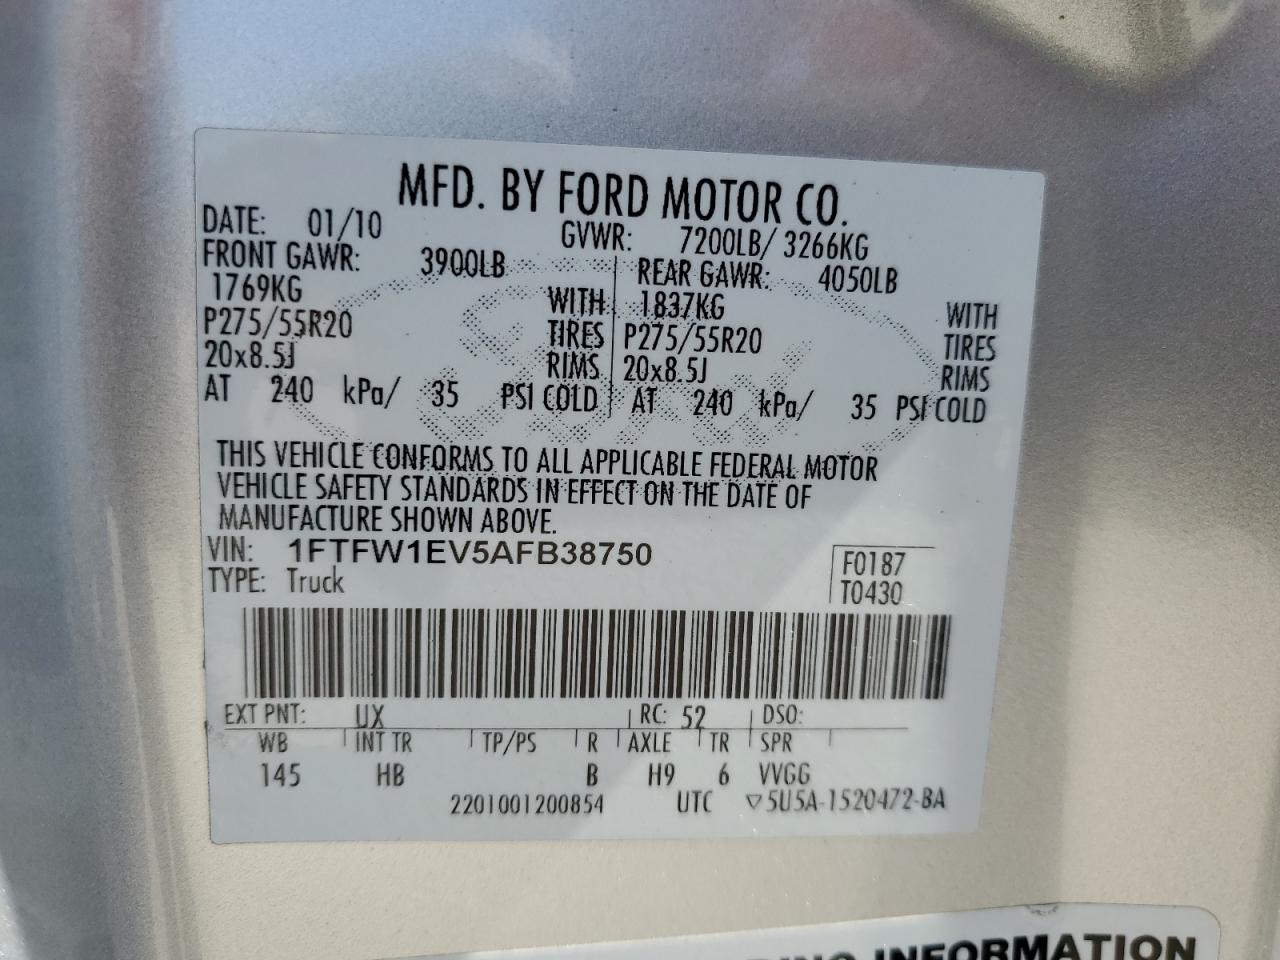 MFD. BY FORD MOTOR CO.
DATE: 01/10 GVWR: 7200LB/ 3266KG
FRONT GAWR: 3900LB REAR GAWR: 4050LB
1769KG WITH 1837KG WITH
P275/55R20 TIRES P275/55R20 TIRES
20x8.5J RIMS 20x8.5J RIMS
AT 240 kPa/ 35 PSI COLD AT 240 kPa/ 35 PSI COLD
THIS VEHICLE CONFORMS TO ALL APPLICABLE FEDERAL MOTOR
VEHICLE SAFETY STANDARDS IN EFFECT ON THE DATE OF
MANUFACTURE SHOWN ABOVE.
VIN: 1FTFW1EV5AFB38750 F0187
TYPE: Truck T0430
EXT PNT: UX RC: 52 DSO:
WB INT TR TP/PS R AXLE TR SPR
145 HB B H9 6 VVGG
2201001200854 UTC ▽5U5A-1520472-BA
INFORMATION